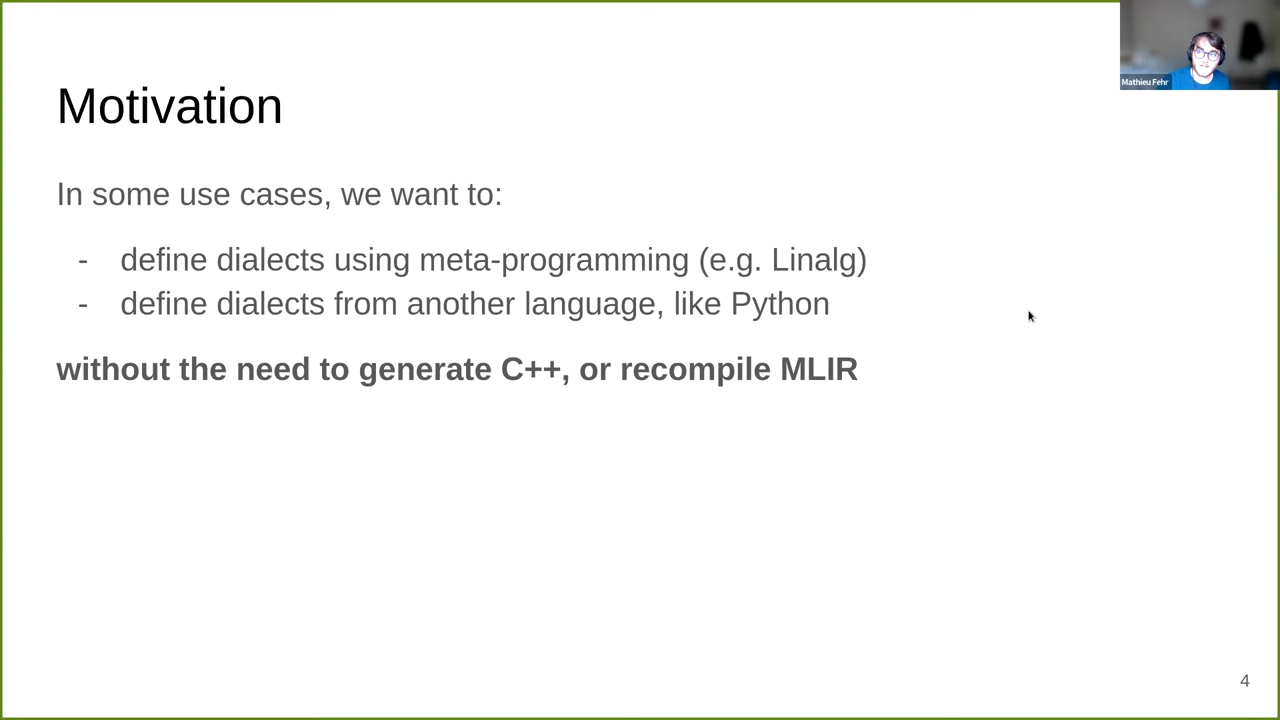 Mathieu Fehr
Motivation
In some use cases, we want to:
- define dialects using meta-programming (e.g. Linalg)
- define dialects from another language, like Python
without the need to generate C++, or recompile MLIR
4